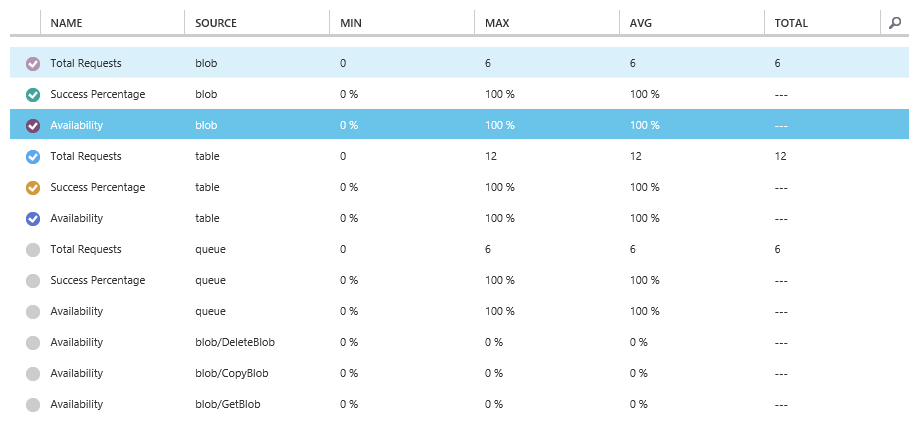 NAME SOURCE MIN MAX AVG TOTAL
Total Requests blob 0 6 6 6
Success Percentage blob 0 % 100 % 100 % ---
Availability blob 0 % 100 % 100 % ---
Total Requests table 0 12 12 12
Success Percentage table 0 % 100 % 100 % ---
Availability table 0 % 100 % 100 % ---
Total Requests queue 0 6 6 6
Success Percentage queue 0 % 100 % 100 % ---
Availability queue 0 % 100 % 100 % ---
Availability blob/DeleteBlob 0 % 0 % 0 % ---
Availability blob/CopyBlob 0 % 0 % 0 % ---
Availability blob/GetBlob 0 % 0 % 0 % ---